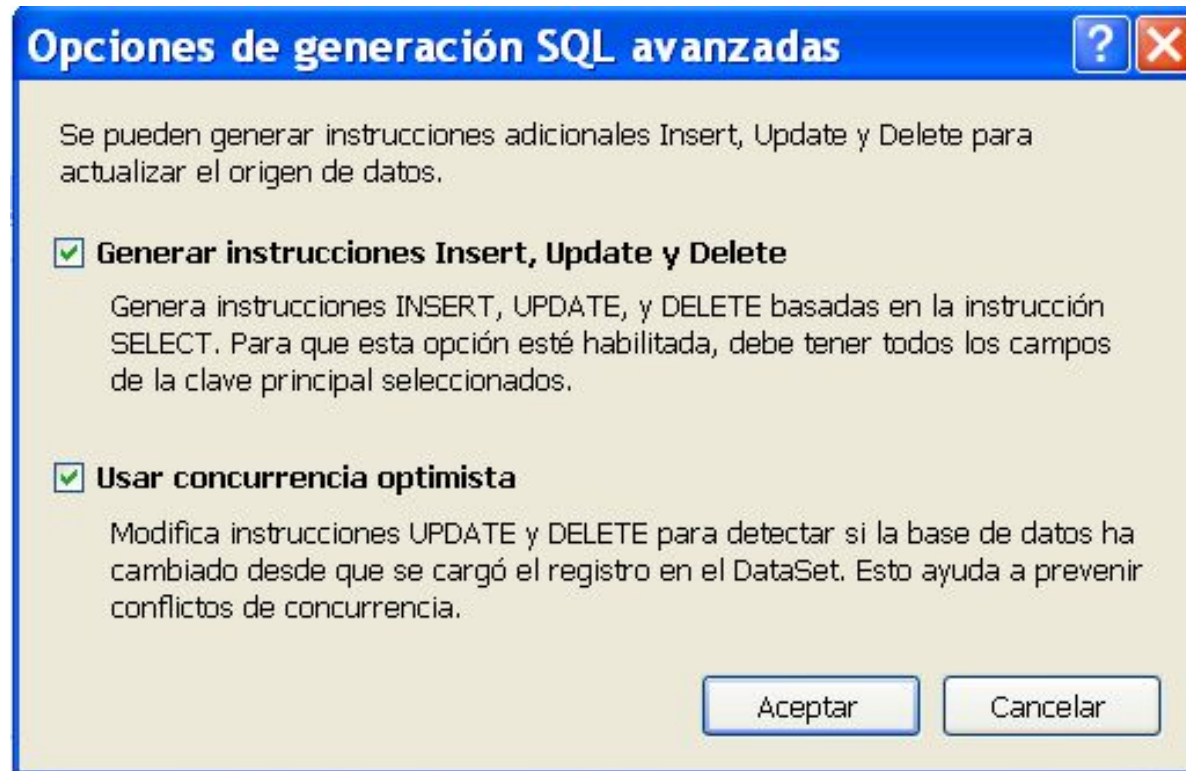 Opciones de generación SQL avanzadas
Se pueden generar instrucciones adicionales Insert, Update y Delete para
actualizar el origen de datos.
Generar instrucciones Insert, Update y Delete
Genera instrucciones INSERT, UPDATE, y DELETE basadas en la instrucción
SELECT. Para que esta opción esté habilitada, debe tener todos los campos
de la clave principal seleccionados.
Usar concurrencia optimista
Modifica instrucciones UPDATE y DELETE para detectar si la base de datos ha
cambiado desde que se cargó el registro en el DataSet. Esto ayuda a prevenir
conflictos de concurrencia.
Aceptar Cancelar